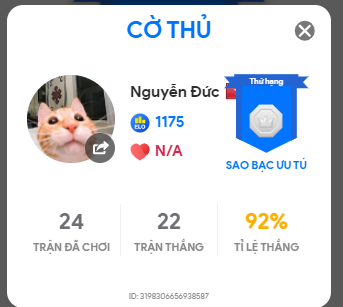 CỜ THỦ
Nguyễn Đức
Thứ hạng
ELO 1175
N/A
SAO BẠC ƯU TÚ
24 22 92%
TRẬN ĐÃ CHƠI TRẬN THẮNG TỈ LỆ THẮNG
ID: 3198306656938587